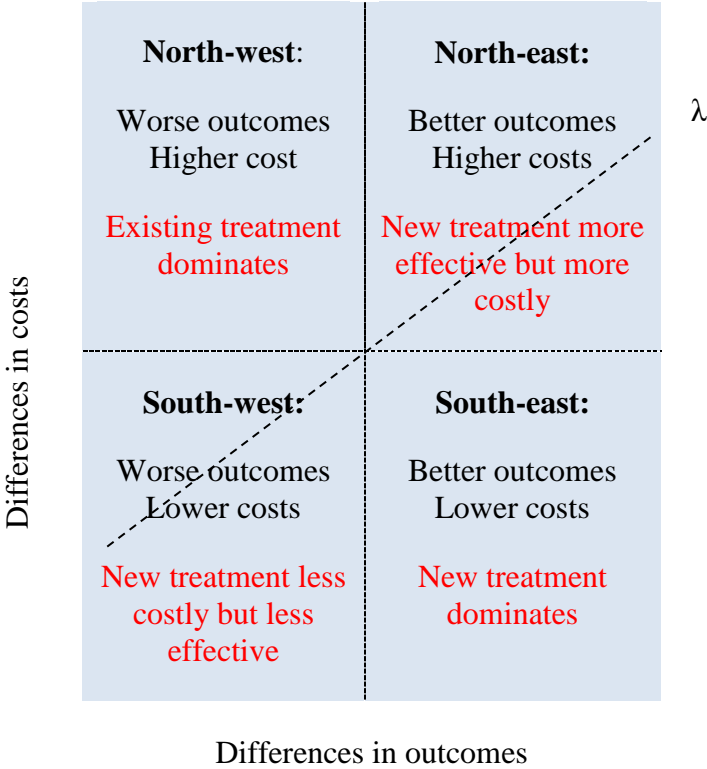 North-west:
Worse outcomes
Higher cost
Existing treatment
dominates
North-east:
Better outcomes
Higher costs
New treatment more
effective but more
costly
λ
South-west:
Worse outcomes
Lower costs
New treatment less
costly but less
effective
South-east:
Better outcomes
Lower costs
New treatment
dominates
Differences in costs
Differences in outcomes